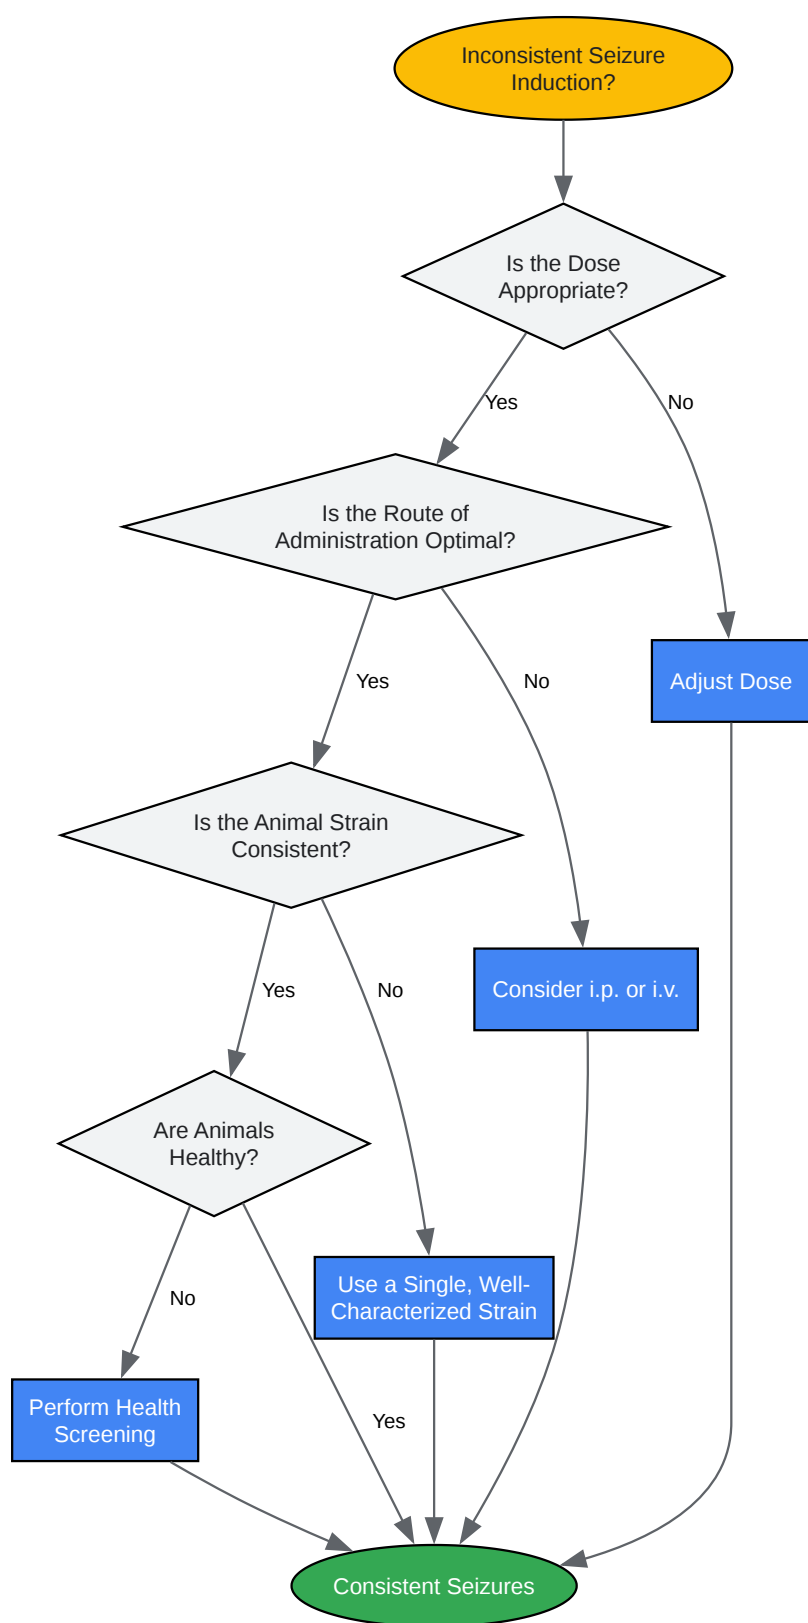 Inconsistent Seizure
Induction?
Is the Dose
Appropriate?
Yes
No
Is the Route of
Administration Optimal?
Yes
No
Adjust Dose
Is the Animal Strain
Consistent?
Yes
No
Consider i.p. or i.v.
Are Animals
Healthy?
No
Use a Single, Well-
Characterized Strain
Perform Health
Screening
Yes
Consistent Seizures